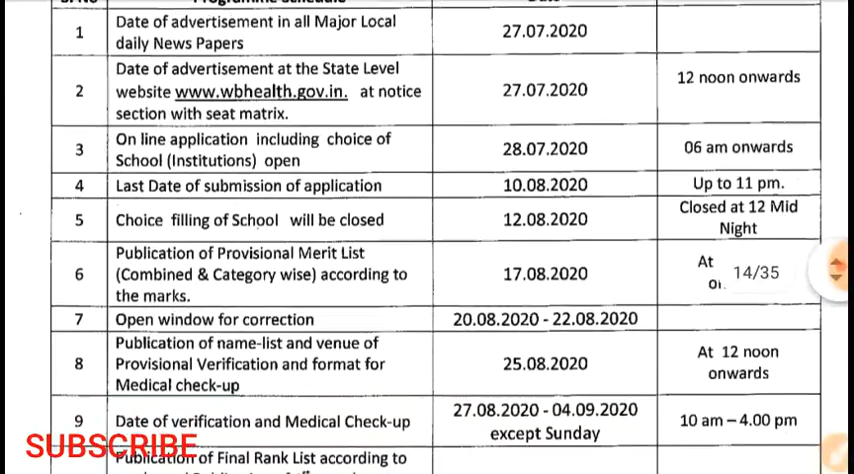 1
Date of advertisement in all Major Local
daily News Papers
27.07.2020
2
Date of advertisement at the State Level
website www.wbhealth.gov.in. at notice
section with seat matrix.
27.07.2020
12 noon onwards
3
On line application including choice of
School (Institutions) open
28.07.2020
06 am onwards
4
Last Date of submission of application
10.08.2020
Up to 11 pm.
5
Choice filling of School will be closed
12.08.2020
Closed at 12 Mid
Night
6
Publication of Provisional Merit List
(Combined & Category wise) according to
the marks.
17.08.2020
At
14/35
7
Open window for correction
20.08.2020 - 22.08.2020
8
Publication of name-list and venue of
Provisional Verification and format for
Medical check-up
25.08.2020
At 12 noon
onwards
9
Date of verification and Medical Check-up
27.08.2020 - 04.09.2020
except Sunday
10 am – 4.00 pm
SUBSCRIBE
Publication of Final Rank List according to